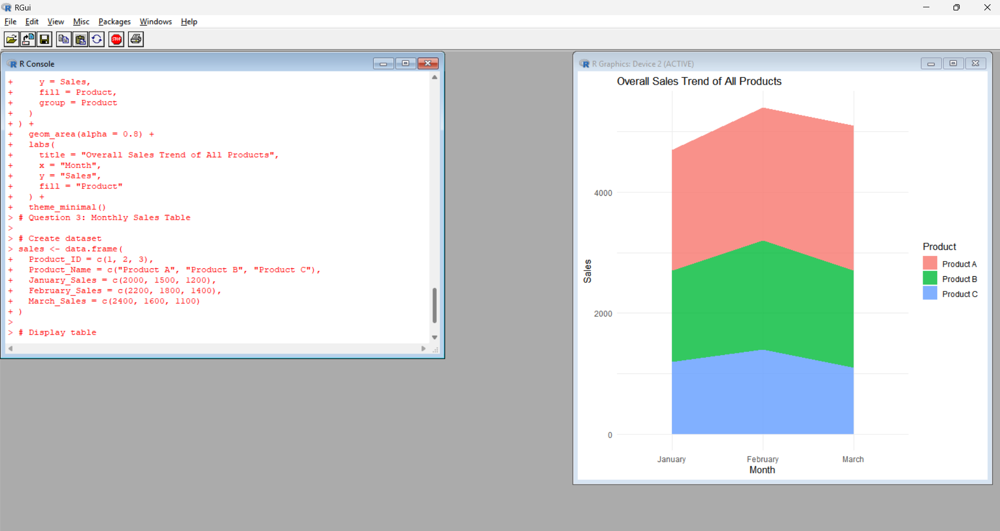 RGui
File Edit View Misc Packages Windows Help
STOP
R Console
+     y = Sales,
+     fill = Product,
+     group = Product
+   )
+ ) +
+   geom_area(alpha = 0.8) +
+   labs(
+     title = "Overall Sales Trend of All Products",
+     x = "Month",
+     y = "Sales",
+     fill = "Product"
+   ) +
+   theme_minimal()
> # Question 3: Monthly Sales Table
>
> # Create dataset
> sales <- data.frame(
+   Product_ID = c(1, 2, 3),
+   Product_Name = c("Product A", "Product B", "Product C"),
+   January_Sales = c(2000, 1500, 1200),
+   February_Sales = c(2200, 1800, 1400),
+   March_Sales = c(2400, 1600, 1100)
+ )
>
> # Display table
R Graphics: Device 2 (ACTIVE)
Overall Sales Trend of All Products
4000
2000
0
Sales
January February March
Month
Product
Product A
Product B
Product C